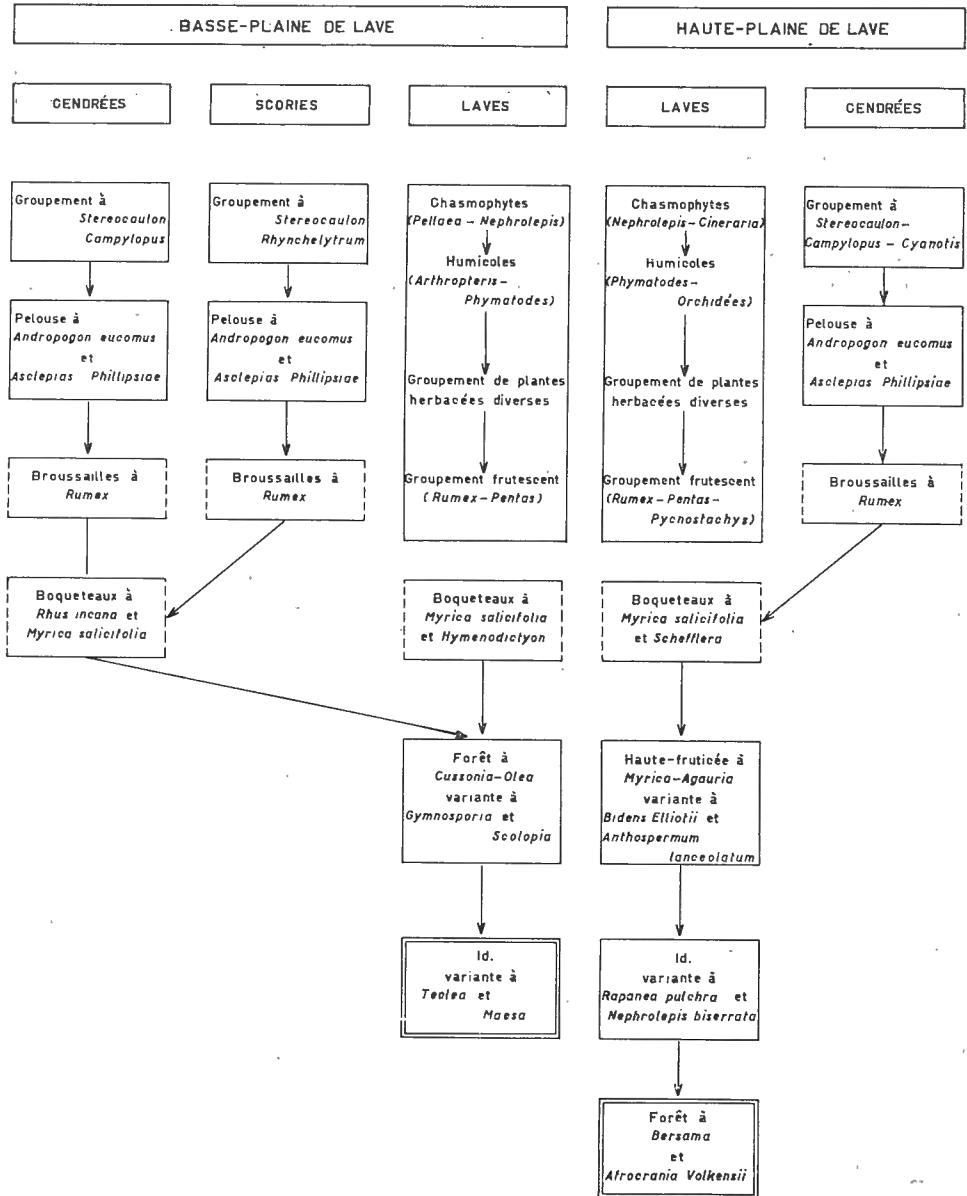 BASSE-PLAINE DE LAVE
HAUTE-PLAINE DE LAVE
CENDRÉES
SCORIES
LAVES
LAVES
CENDRÉES
Groupement à
Stereocaulon
Campylopus
Groupement à
Stereocaulon
Rhynchelytrum
Chasmophytes
(Pellaea – Nephrolepis)
Humicoles
(Arthropteris –
Phymatodes)
Groupement de plantes
herbacées diverses
Groupement frutescent
(Rumex – Pentas)
Chasmophytes
(Nephrolepis – Cineraria)
Humicoles
(Phymatodes –
Orchidées)
Groupement de plantes
herbacées diverses
Groupement frutescent
(Rumex – Pentas –
Pycnostachys)
Groupement à
Stereocaulon –
Campylopus – Cyanotis
Pelouse à
Andropogon eucomus
et
Asclepias Phillipsiae
Pelouse à
Andropogon eucomus
et
Asclepias Phillipsiae
Pelouse à
Andropogon eucomus
et
Asclepias Phillipsiae
Broussailles à
Rumex
Broussailles à
Rumex
Broussailles à
Rumex
Boqueteaux à
Rhus incana et
Myrica salicifolia
Boqueteaux à
Myrica salicifolia
et Hymenodictyon
Boqueteaux à
Myrica salicifolia
et Schefflera
Forêt à
Cussonia – Olea
variante à
Gymnosporia et
Scolopia
Haute-fruticée à
Myrica – Agauria
variante à
Bidens Elliotii et
Anthospermum
lanceolatum
Id.
variante à
Teclea et
Maesa
Id.
variante à
Rapanea pulchra et
Nephrolepis biserrata
Forêt à
Bersama
et
Afrocrania Volkensii